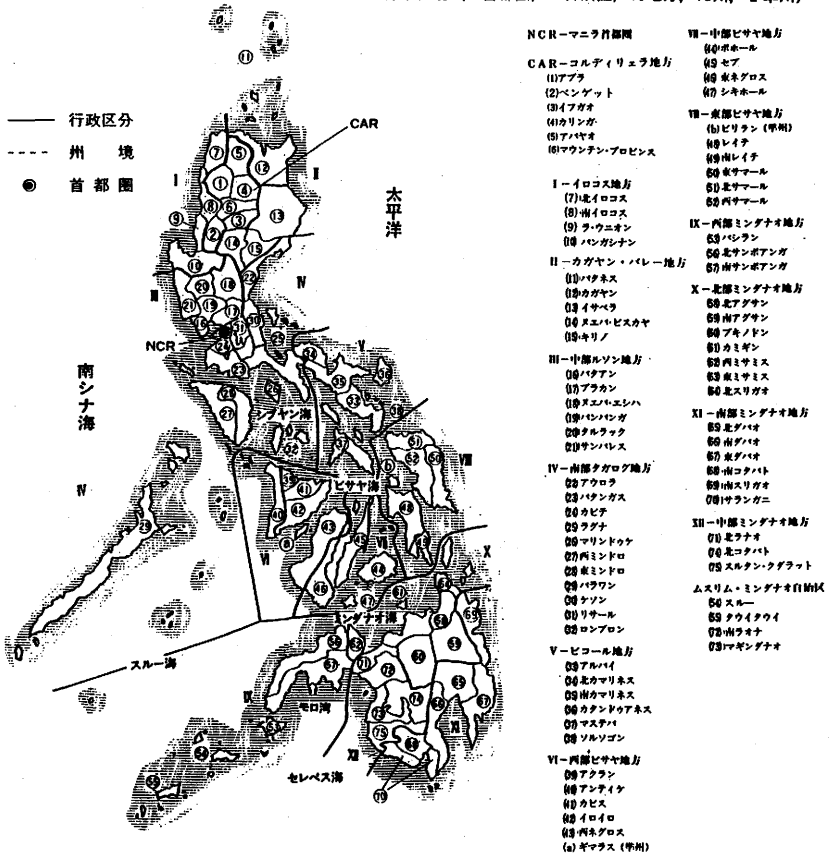 行政区分
州 境
首 都 圏
CAR
太平洋
南シナ海
NCR
シブヤン海
ビサヤ海
ミンダナオ海
スルー海
モロ湾
セレベス海
I
II
III
IV
IV
V
VI
VII
VIII
IX
X
XI
XII
NCR－マニラ首都圏
CAR－コルディリェラ地方
(1)アブラ
(2)ベンゲット
(3)イフガオ
(4)カリンガ
(5)アパヤオ
(6)マウンテン・プロビンス
I－イロコス地方
(7)北イロコス
(8)南イロコス
(9)ラ・ウニオン
(10)パンガシナン
II－カガヤン・バレー地方
(11)バタネス
(12)カガヤン
(13)イサベラ
(14)ヌエバ・ビスカヤ
(15)キリノ
III－中部ルソン地方
(16)バタアン
(17)ブラカン
(18)ヌエバ・エシハ
(19)パンパンガ
(20)タルラック
(21)サンバレス
IV－南部タガログ地方
(22)アウロラ
(23)バタンガス
(24)カビテ
(25)ラグナ
(26)マリンドゥケ
(27)西ミンドロ
(28)東ミンドロ
(29)パラワン
(30)ケソン
(31)リサール
(32)ロンブロン
V－ビコール地方
(33)アルバイ
(34)北カマリネス
(35)南カマリネス
(36)カタンドゥアネス
(37)マスバテ
(38)ソルソゴン
VI－西部ビサヤ地方
(39)アクラン
(40)アンティケ
(41)カピス
(42)イロイロ
(43)西ネグロス
(a)ギマラス（準州）
VII－中部ビサヤ地方
(44)ボホール
(45)セブ
(46)東ネグロス
(47)シキホール
VIII－東部ビサヤ地方
(b)ビリラン（準州）
(48)レイテ
(49)南レイテ
(50)東サマール
(51)北サマール
(52)西サマール
IX－西部ミンダナオ地方
(53)バシラン
(56)北サンボアンガ
(57)南サンボアンガ
X－北部ミンダナオ地方
(58)北アグサン
(59)南アグサン
(60)ブキノドン
(61)カミギン
(62)西ミサミス
(63)東ミサミス
(64)北スリガオ
XI－南部ミンダナオ地方
(65)北ダバオ
(66)南ダバオ
(67)東ダバオ
(68)南コタバト
(69)南スリガオ
(70)サランガニ
XII－中部ミンダナオ地方
(71)北ラナオ
(74)北コタバト
(75)スルタン・クダラット
ムスリム・ミンダナオ自治区
(54)スルー
(55)タウイタウイ
(72)南ラオナ
(73)マギンダナオ